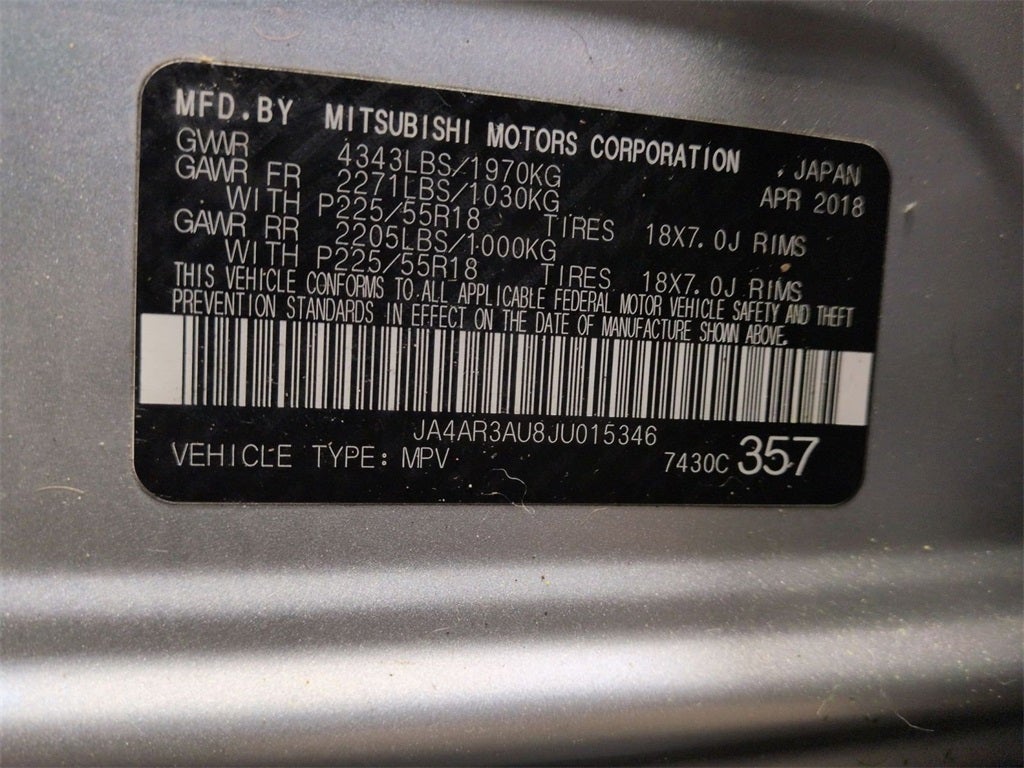 MFD.BY MITSUBISHI MOTORS CORPORATION JAPAN
GVWR 4343LBS/1970KG APR 2018
GAWR FR 2271LBS/1030KG
WITH P225/55R18 TIRES 18X7.0J RIMS
GAWR RR 2205LBS/1000KG
WITH P225/55R18 TIRES 18X7.0J RIMS
THIS VEHICLE CONFORMS TO ALL APPLICABLE FEDERAL MOTOR VEHICLE SAFETY AND THEFT
PREVENTION STANDARDS IN EFFECT ON THE DATE OF MANUFACTURE SHOWN ABOVE.
JA4AR3AU8JU015346
VEHICLE TYPE: MPV 7430C 357